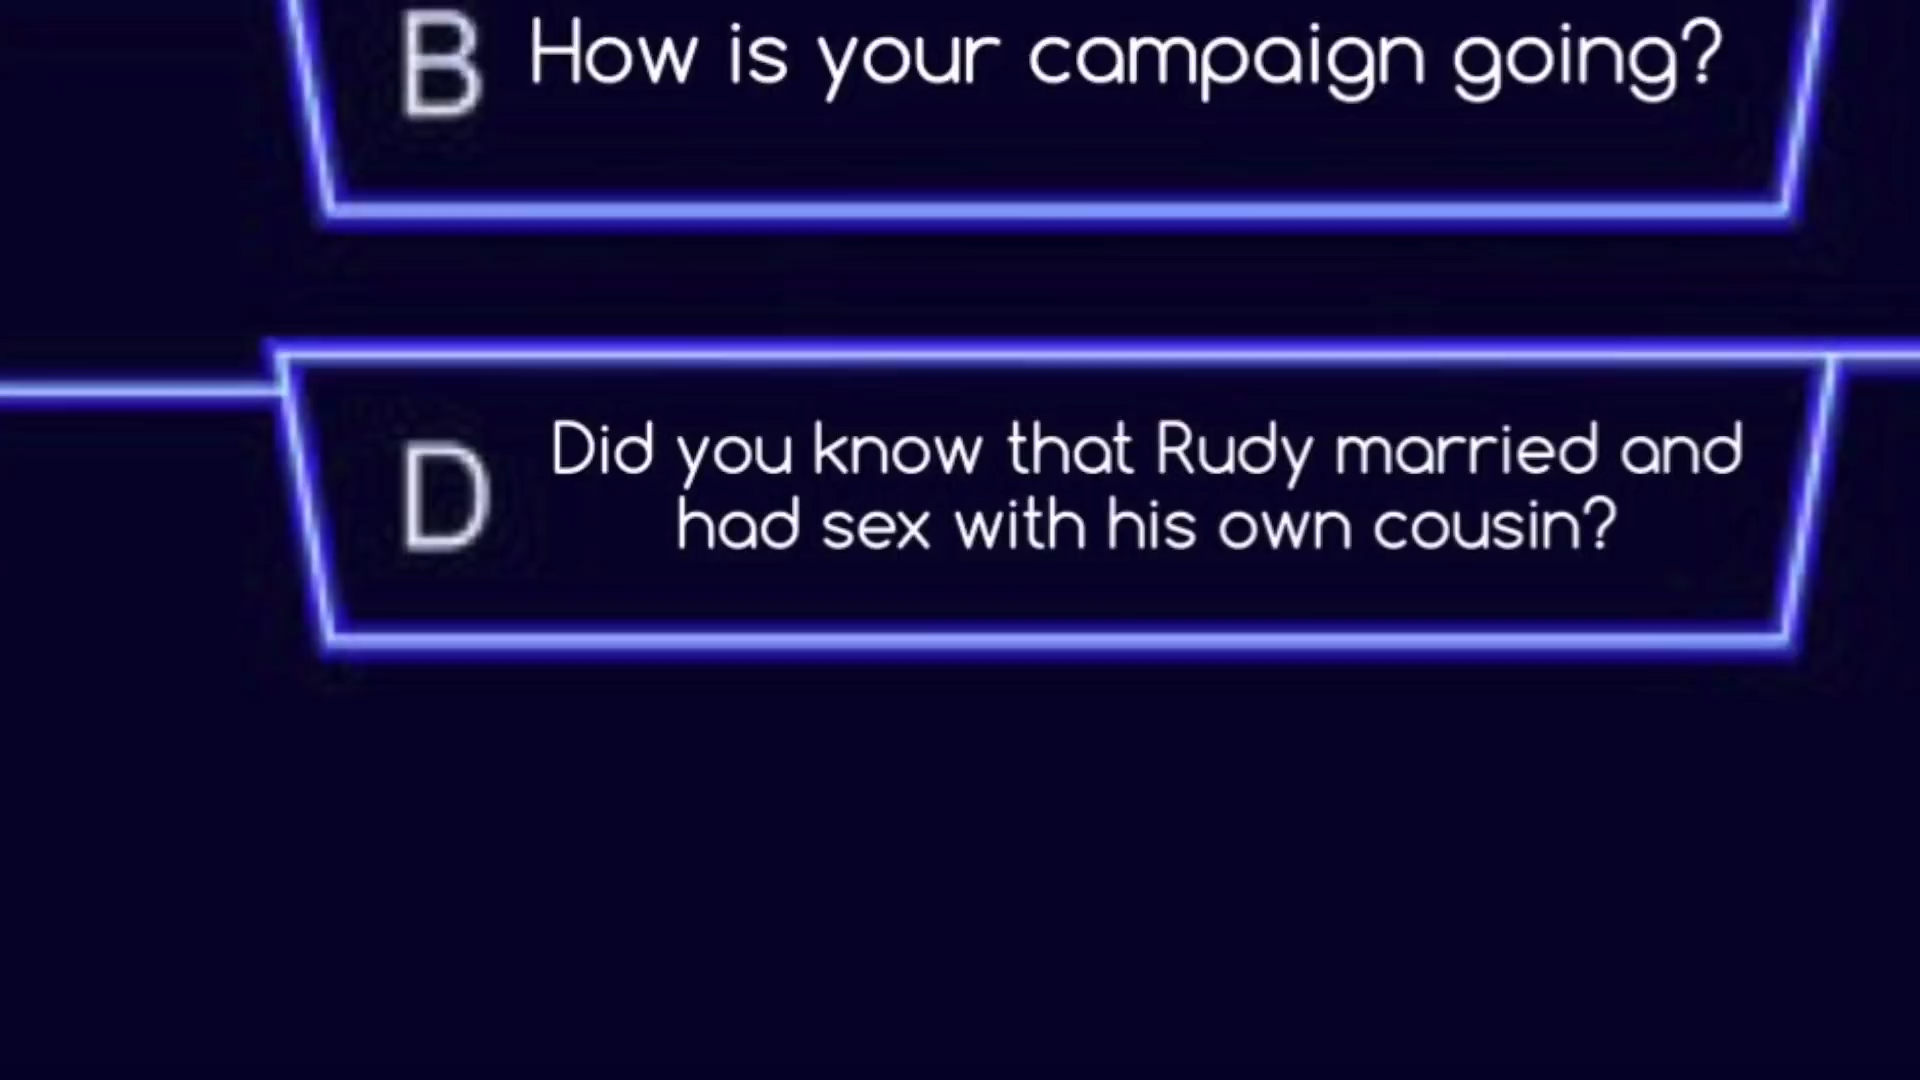 B How is your campaign going?
D Did you know that Rudy married and
had sex with his own cousin?